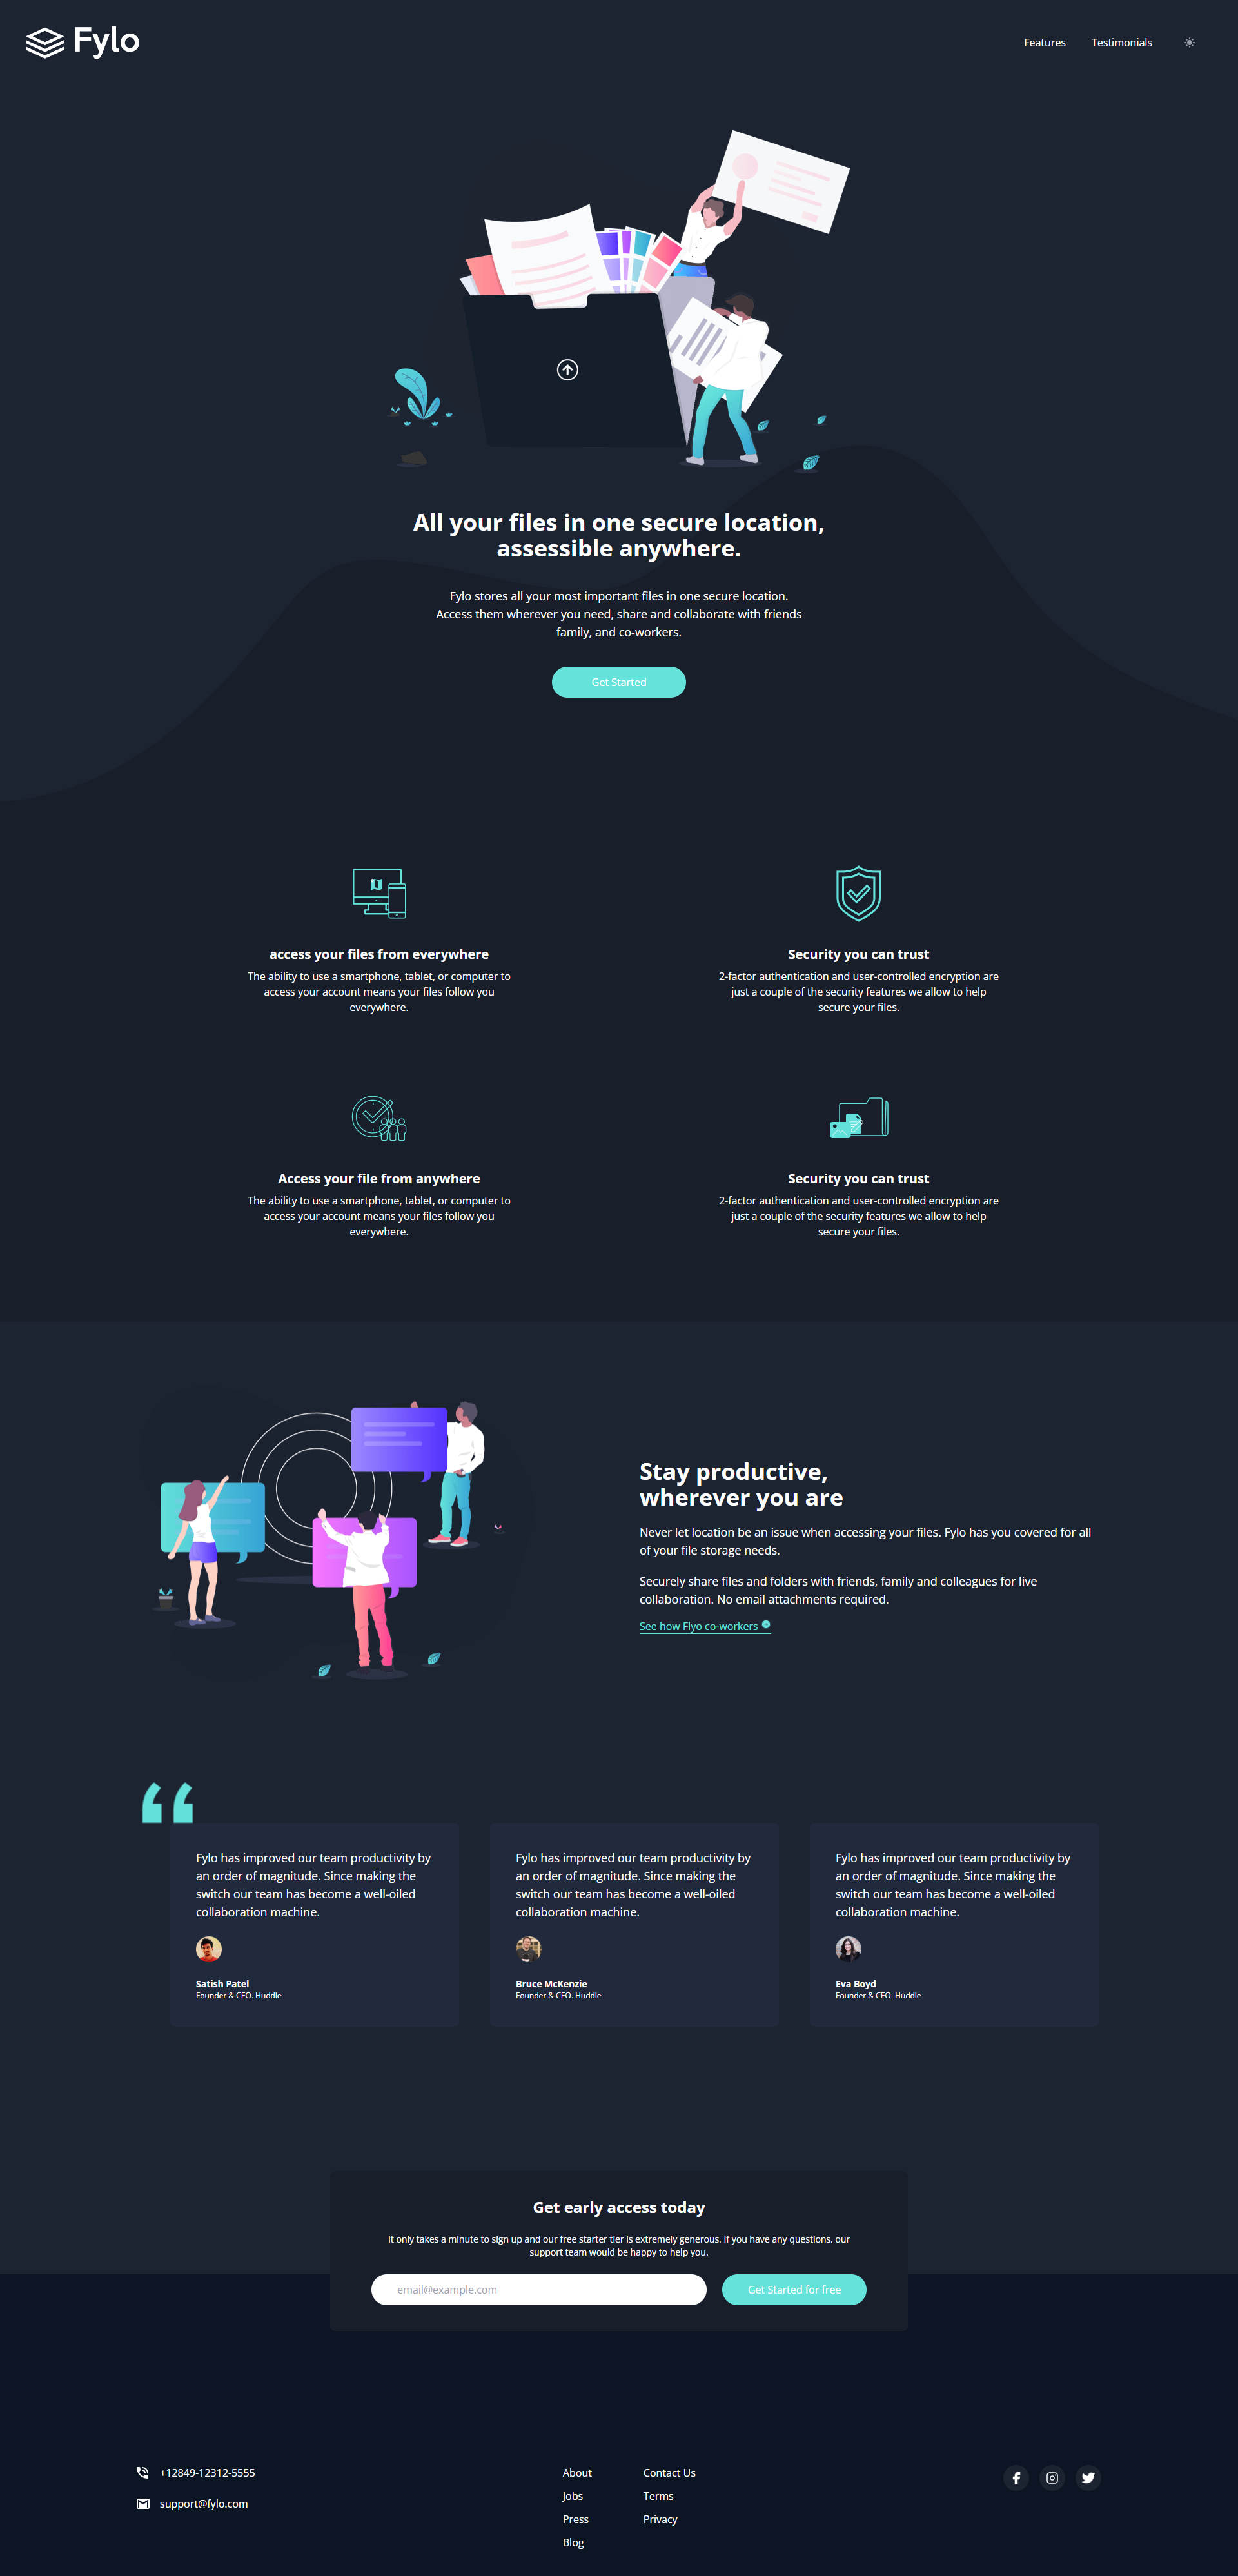 Fylo
Features
Testimonials
All your files in one secure location,
assessible anywhere.
Fylo stores all your most important files in one secure location.
Access them wherever you need, share and collaborate with friends
family, and co-workers.
Get Started
access your files from everywhere
The ability to use a smartphone, tablet, or computer to
access your account means your files follow you
everywhere.
Security you can trust
2-factor authentication and user-controlled encryption are
just a couple of the security features we allow to help
secure your files.
Access your file from anywhere
The ability to use a smartphone, tablet, or computer to
access your account means your files follow you
everywhere.
Security you can trust
2-factor authentication and user-controlled encryption are
just a couple of the security features we allow to help
secure your files.
Stay productive,
wherever you are
Never let location be an issue when accessing your files. Fylo has you covered for all
of your file storage needs.
Securely share files and folders with friends, family and colleagues for live
collaboration. No email attachments required.
See how Flyo co-workers
Fylo has improved our team productivity by
an order of magnitude. Since making the
switch our team has become a well-oiled
collaboration machine.
Satish Patel
Founder & CEO. Huddle
Fylo has improved our team productivity by
an order of magnitude. Since making the
switch our team has become a well-oiled
collaboration machine.
Bruce McKenzie
Founder & CEO. Huddle
Fylo has improved our team productivity by
an order of magnitude. Since making the
switch our team has become a well-oiled
collaboration machine.
Eva Boyd
Founder & CEO. Huddle
Get early access today
It only takes a minute to sign up and our free starter tier is extremely generous. If you have any questions, our
support team would be happy to help you.
email@example.com
Get Started for free
+12849-12312-5555
support@fylo.com
About
Jobs
Press
Blog
Contact Us
Terms
Privacy